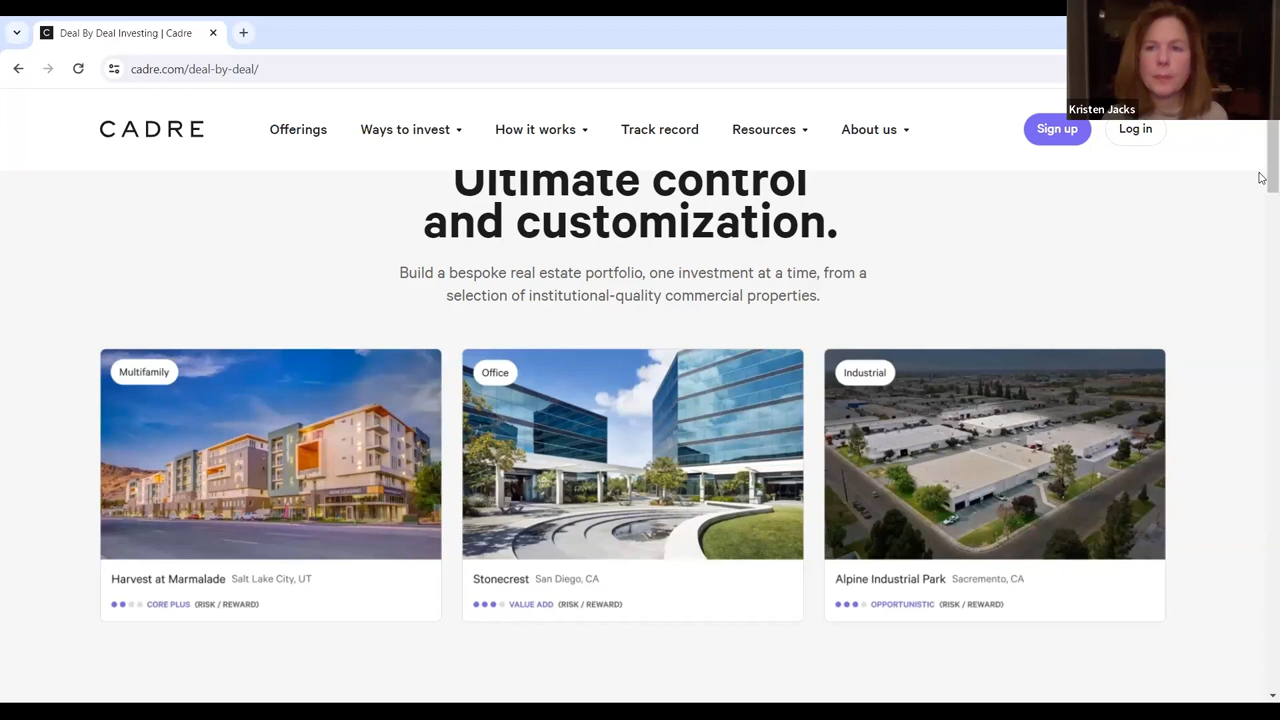 Deal By Deal Investing | Cadre
cadre.com/deal-by-deal/
Kristen Jacks
CADRE
Offerings
Ways to invest
How it works
Track record
Resources
About us
Sign up
Log in
Ultimate control
and customization.
Build a bespoke real estate portfolio, one investment at a time, from a
selection of institutional-quality commercial properties.
Multifamily
Office
Industrial
Harvest at Marmalade Salt Lake City, UT
CORE PLUS (RISK / REWARD)
Stonecrest San Diego, CA
VALUE ADD (RISK / REWARD)
Alpine Industrial Park Sacremento, CA
OPPORTUNISTIC (RISK / REWARD)